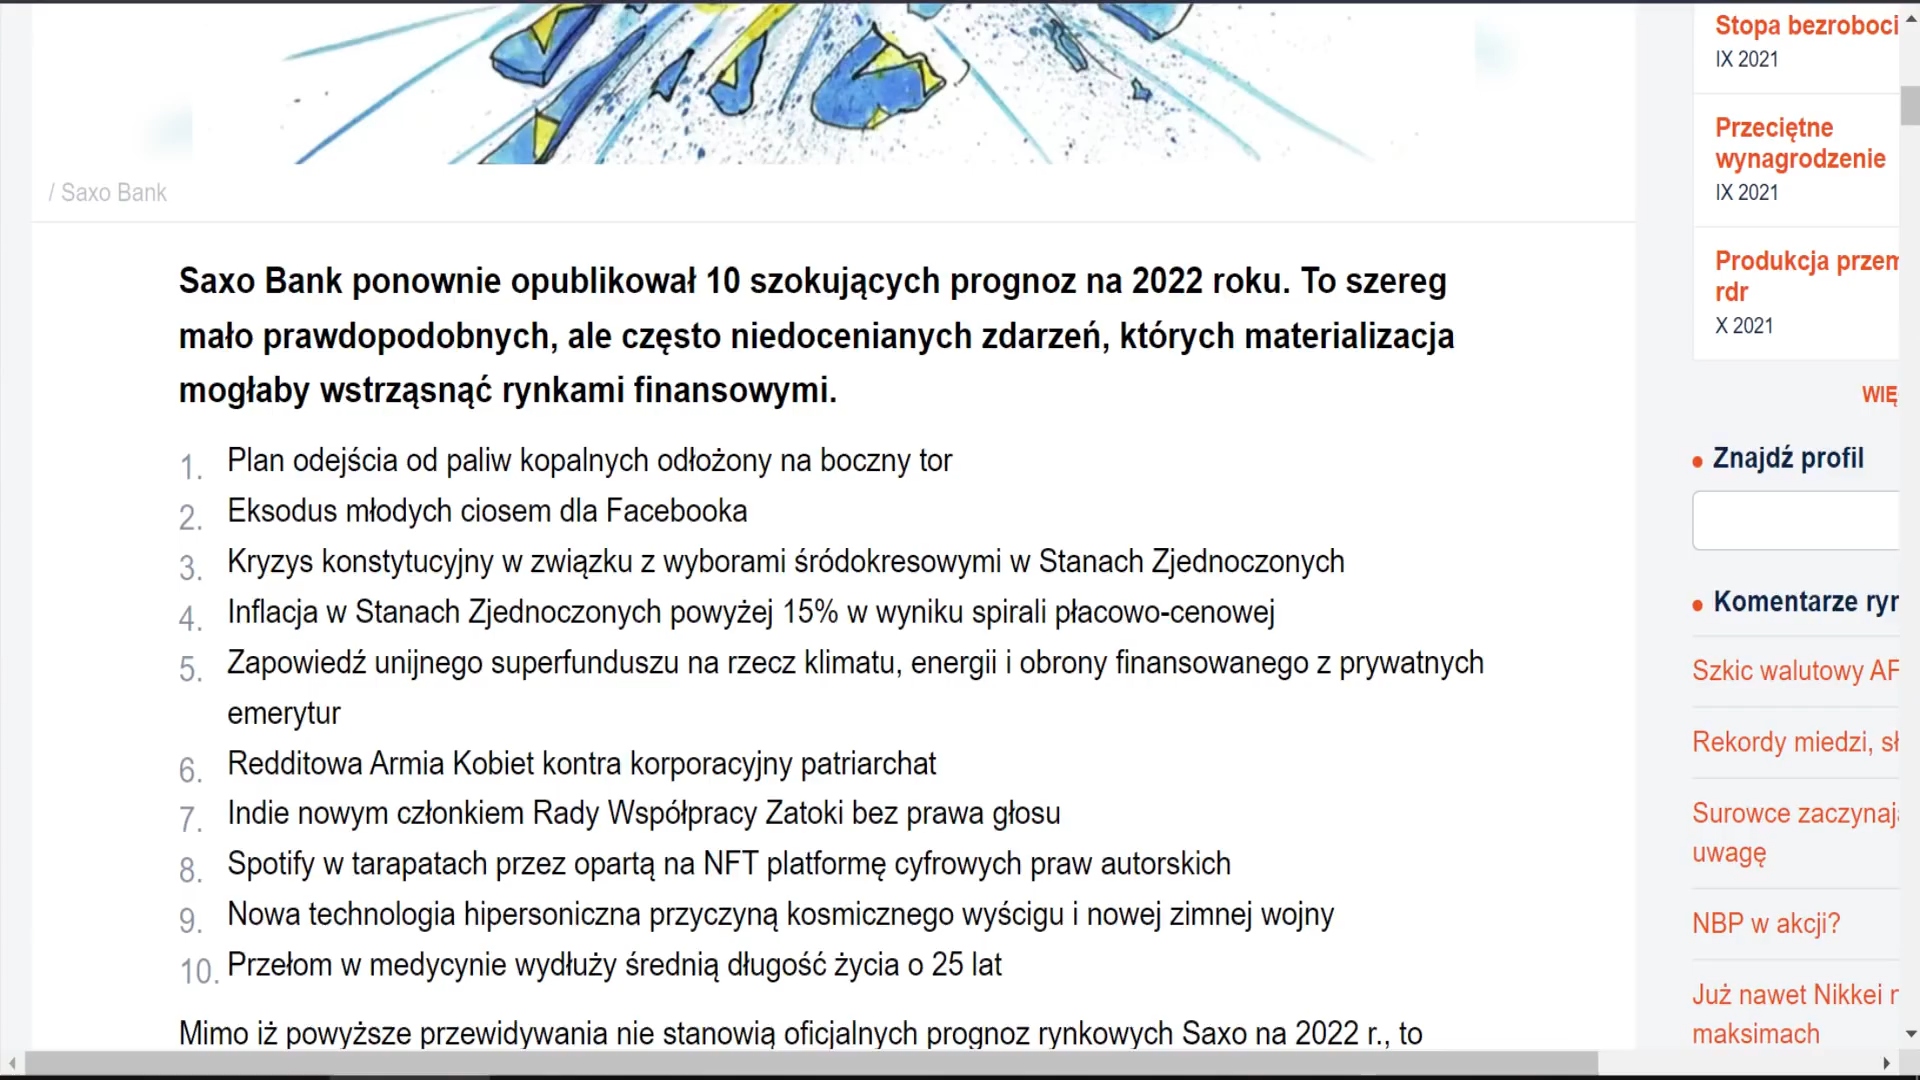 / Saxo Bank
Saxo Bank ponownie opublikował 10 szokujących prognoz na 2022 roku. To szereg
mało prawdopodobnych, ale często niedocenianych zdarzeń, których materializacja
mogłaby wstrząsnąć rynkami finansowymi.
1. Plan odejścia od paliw kopalnych odłożony na boczny tor
2. Eksodus młodych ciosem dla Facebooka
3. Kryzys konstytucyjny w związku z wyborami śródokresowymi w Stanach Zjednoczonych
4. Inflacja w Stanach Zjednoczonych powyżej 15% w wyniku spirali płacowo-cenowej
5. Zapowiedź unijnego superfunduszu na rzecz klimatu, energii i obrony finansowanego z prywatnych
emerytur
6. Redditowa Armia Kobiet kontra korporacyjny patriarchat
7. Indie nowym członkiem Rady Współpracy Zatoki bez prawa głosu
8. Spotify w tarapatach przez opartą na NFT platformę cyfrowych praw autorskich
9. Nowa technologia hipersoniczna przyczyną kosmicznego wyścigu i nowej zimnej wojny
10. Przełom w medycynie wydłuży średnią długość życia o 25 lat
Mimo iż powyższe przewidywania nie stanowią oficjalnych prognoz rynkowych Saxo na 2022 r., to
Stopa bezroboci
IX 2021
Przeciętne
wynagrodzenie
IX 2021
Produkcja przem
rdr
X 2021
WIĘ
Znajdź profil
Komentarze ryn
Szkic walutowy AF
Rekordy miedzi, sł
Surowce zaczynają
uwagę
NBP w akcji?
Już nawet Nikkei n
maksimach